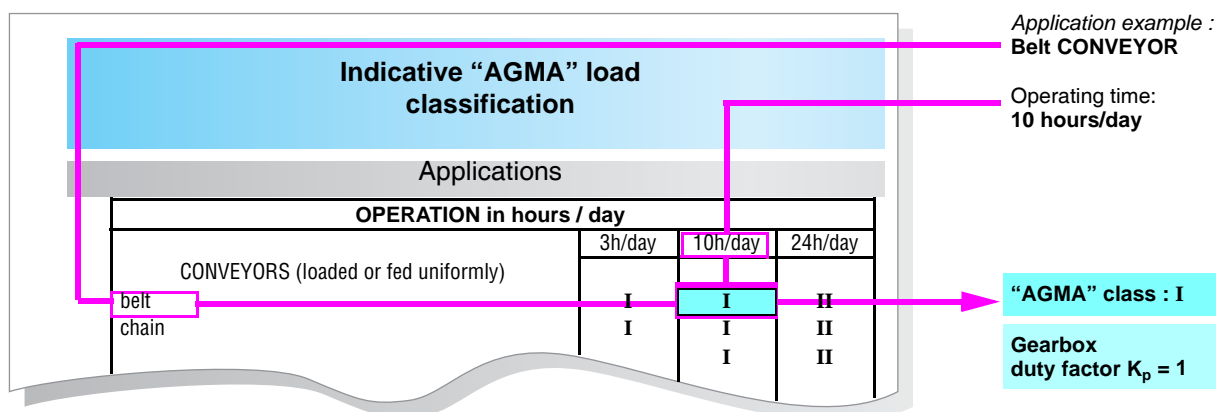 Application example :
Belt CONVEYOR
Indicative “AGMA” load
classification
Operating time:
10 hours/day
Applications
OPERATION in hours / day
3h/day 10h/day 24h/day
CONVEYORS (loaded or fed uniformly)
belt I I II
chain I I II
I II
“AGMA” class : I
Gearbox
duty factor Kp = 1